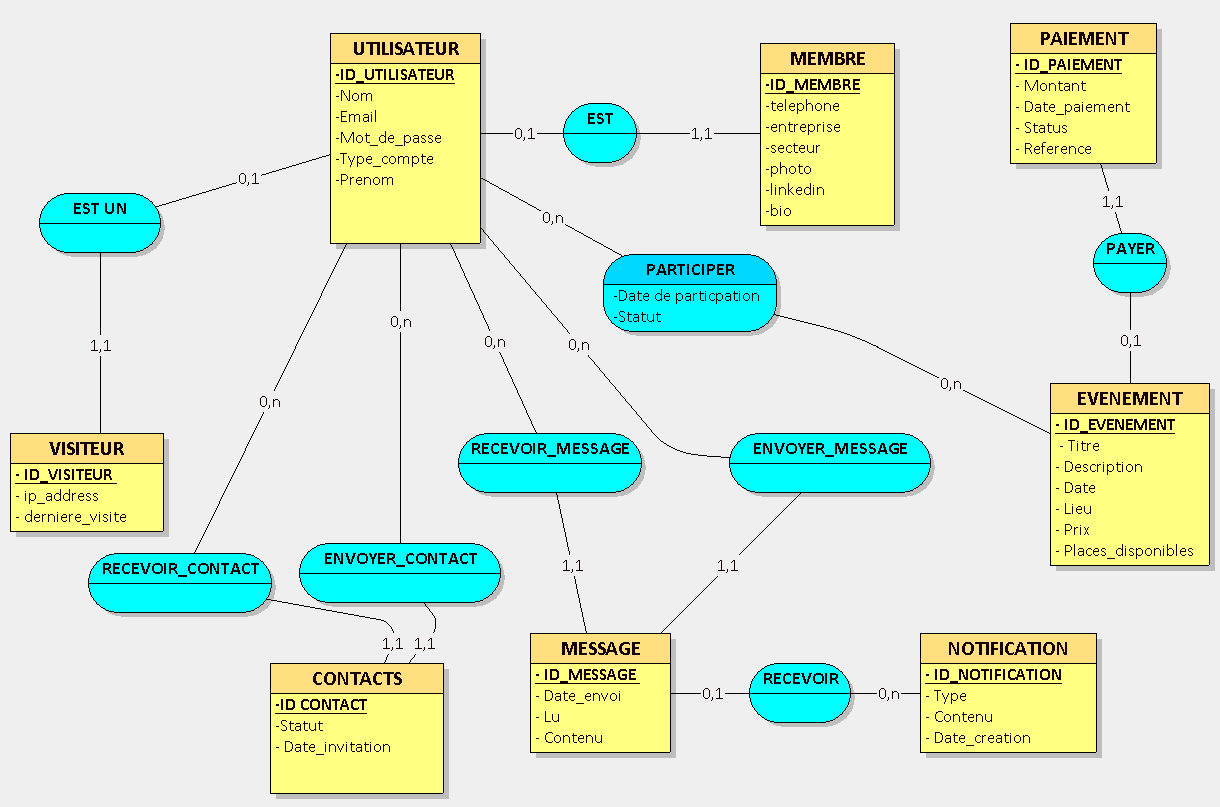 UTILISATEUR
-ID_UTILISATEUR
-Nom
-Email
-Mot_de_passe
-Type_compte
-Prenom
0,1
EST
1,1
MEMBRE
-ID_MEMBRE
-telephone
-entreprise
-secteur
-photo
-linkedin
-bio
PAIEMENT
- ID_PAIEMENT
- Montant
- Date_paiement
- Status
- Reference
1,1
PAYER
0,1
0,1
EST UN
1,1
0,n
PARTICIPER
-Date de particpation
-Statut
0,n
EVENEMENT
- ID_EVENEMENT
- Titre
- Description
- Date
- Lieu
- Prix
- Places_disponibles
0,n
0,n
0,n
0,n
VISITEUR
- ID_VISITEUR
- ip_address
- derniere_visite
RECEVOIR_MESSAGE
ENVOYER_MESSAGE
RECEVOIR_CONTACT
ENVOYER_CONTACT
1,1
1,1
1,1
1,1
CONTACTS
-ID CONTACT
-Statut
- Date_invitation
MESSAGE
- ID_MESSAGE
- Date_envoi
- Lu
- Contenu
0,1
RECEVOIR
0,n
NOTIFICATION
- ID_NOTIFICATION
- Type
- Contenu
- Date_creation